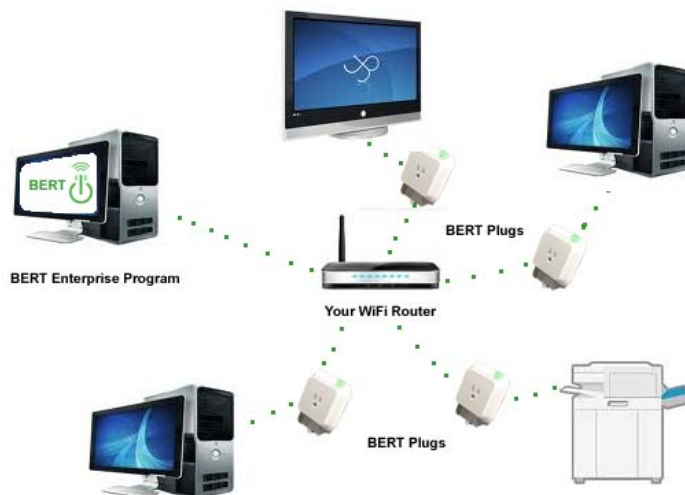 BERT
BERT Enterprise Program
BERT Plugs
Your WiFi Router
BERT Plugs